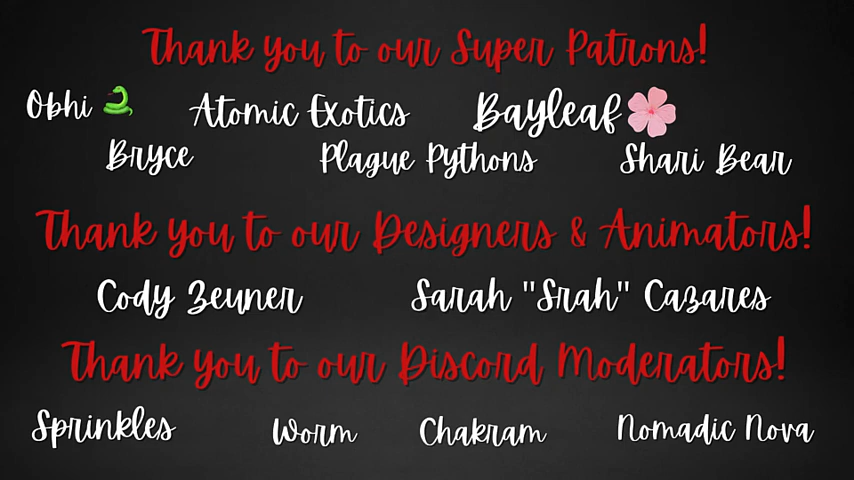 Thank you to our Super Patrons!
Obhi 🐍 Atomic Exotics Bayleaf 🌸
Bryce Plague Pythons Shari Bear
Thank you to our Designers & Animators!
Cody Zeuner Sarah "Srah" Cazares
Thank you to our Discord Moderators!
Sprinkles Worm Chakram Nomadic Nova